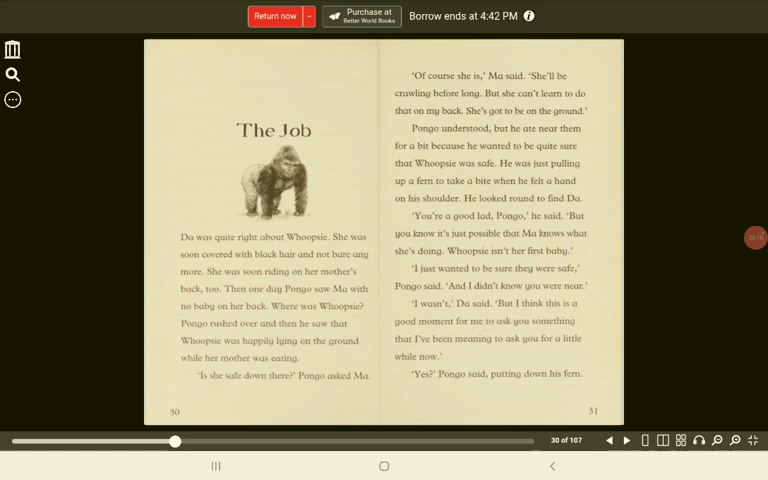 Return now
Purchase at
Better World Books
Borrow ends at 4:42 PM
The Job
Da was quite right about Whoopsie. She was
soon covered with black hair and not bare any
more. She was soon riding on her mother's
back, too. Then one day Pongo saw Ma with
no baby on her back. Where was Whoopsie?
Pongo rushed over and then he saw that
Whoopsie was happily lying on the ground
while her mother was eating.
'Is she safe down there?' Pongo asked Ma.
30
'Of course she is,' Ma said. 'She'll be
crawling before long. But she can't learn to do
that on my back. She's got to be on the ground.'
Pongo understood, but he ate near them
for a bit because he wanted to be quite sure
that Whoopsie was safe. He was just pulling
up a fern to take a bite when he felt a hand
on his shoulder. He looked round to find Da.
'You're a good lad, Pongo,' he said. 'But
you know it's just possible that Ma knows what
she's doing. Whoopsie isn't her first baby.'
'I just wanted to be sure they were safe,'
Pongo said. 'And I didn't know you were near.'
'I wasn't,' Da said. 'But I think this is a
good moment for me to ask you something
that I've been meaning to ask you for a little
while now.'
'Yes?' Pongo said, putting down his fern.
31
30 of 107